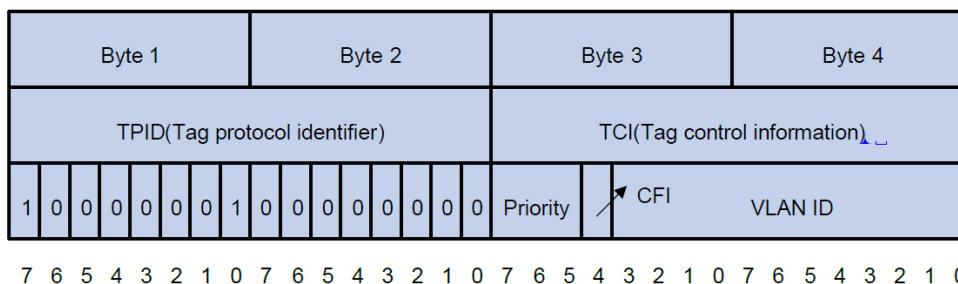 Byte 1 Byte 2 Byte 3 Byte 4
TPID(Tag protocol identifier) TCI(Tag control information)
1 0 0 0 0 0 0 1 0 0 0 0 0 0 0 0 Priority CFI VLAN ID
7 6 5 4 3 2 1 0 7 6 5 4 3 2 1 0 7 6 5 4 3 2 1 0 7 6 5 4 3 2 1 0